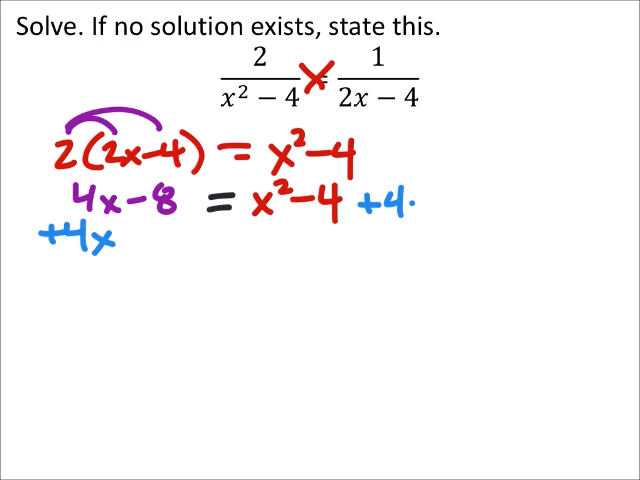 Solve. If no solution exists, state this.
2/(x² − 4) = 1/(2x − 4)
2(2x−4) = x²−4
4x−8 = x²−4 +4
+4x